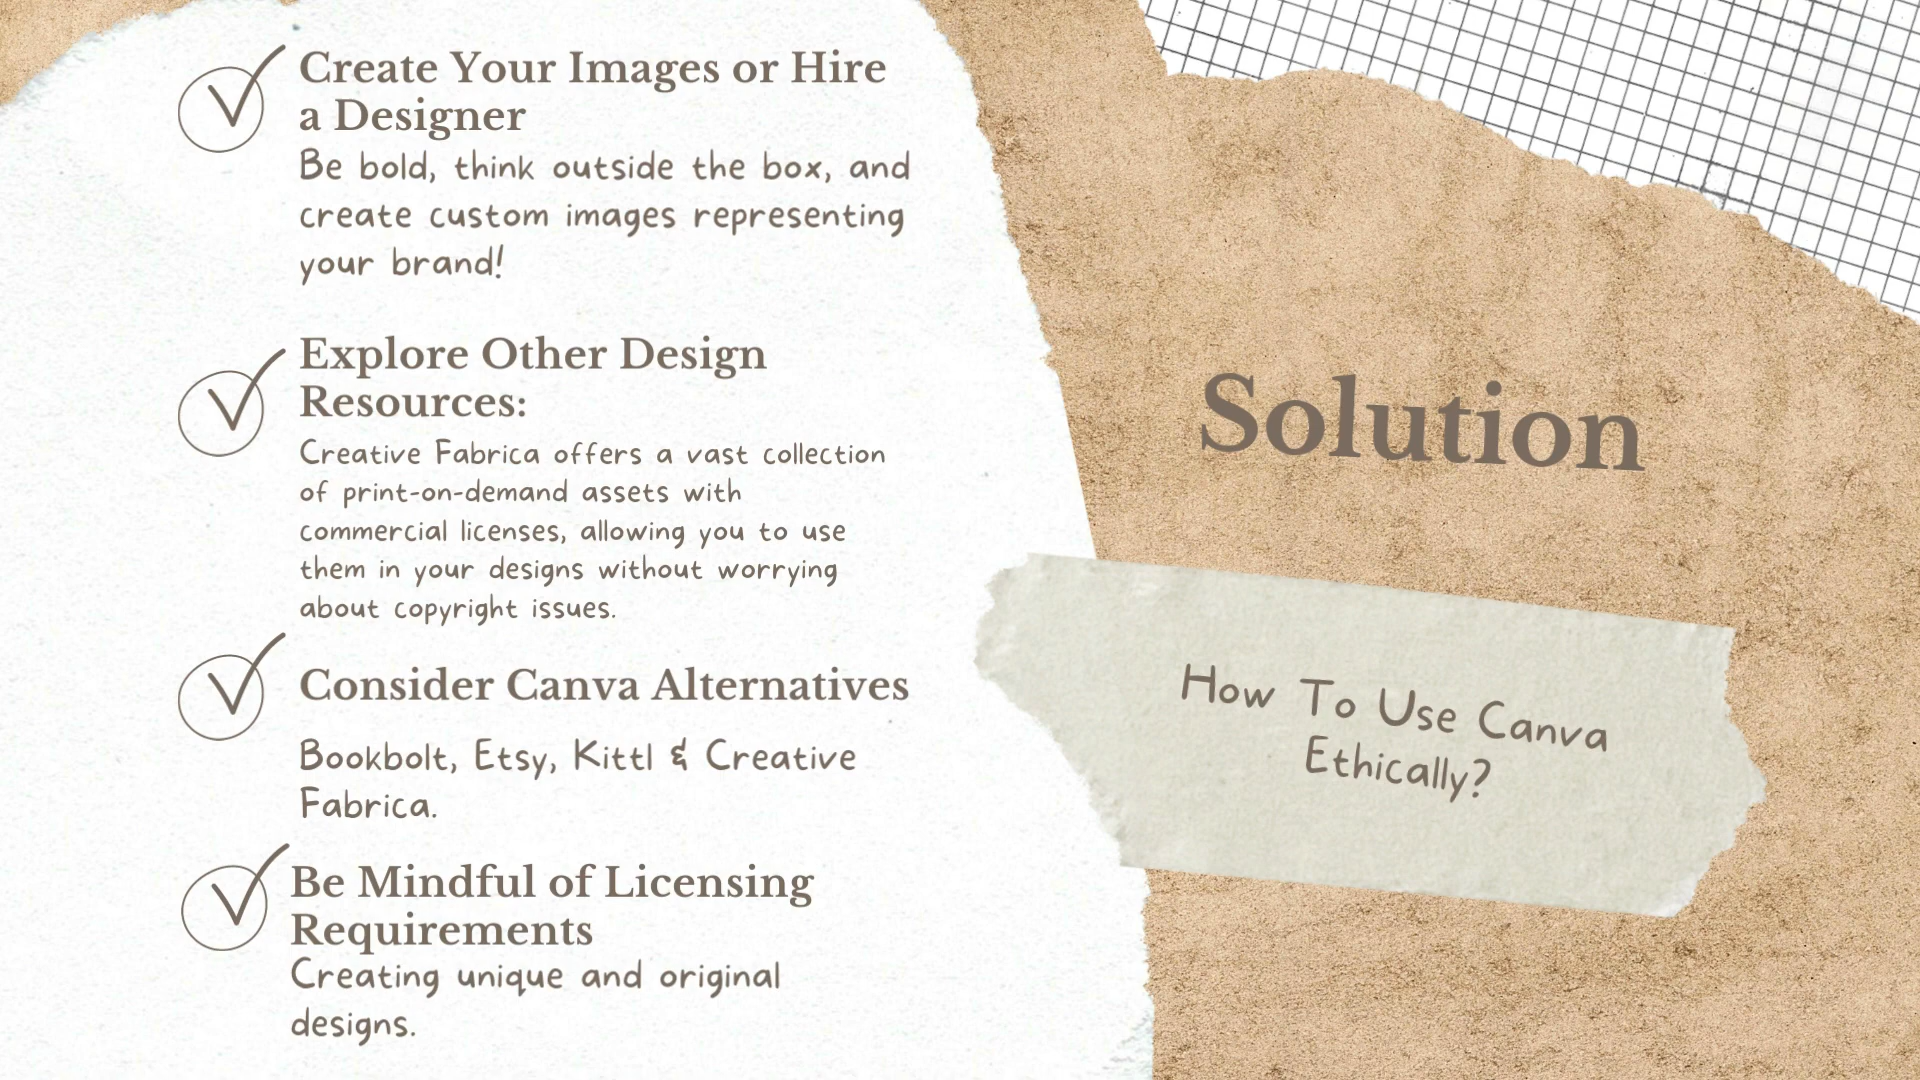 Create Your Images or Hire
a Designer
Be bold, think outside the box, and
create custom images representing
your brand!
Explore Other Design
Resources:
Creative Fabrica offers a vast collection
of print-on-demand assets with
commercial licenses, allowing you to use
them in your designs without worrying
about copyright issues.
Consider Canva Alternatives
Bookbolt, Etsy, Kittl & Creative
Fabrica.
Be Mindful of Licensing
Requirements
Creating unique and original
designs.
Solution
How To Use Canva
Ethically?